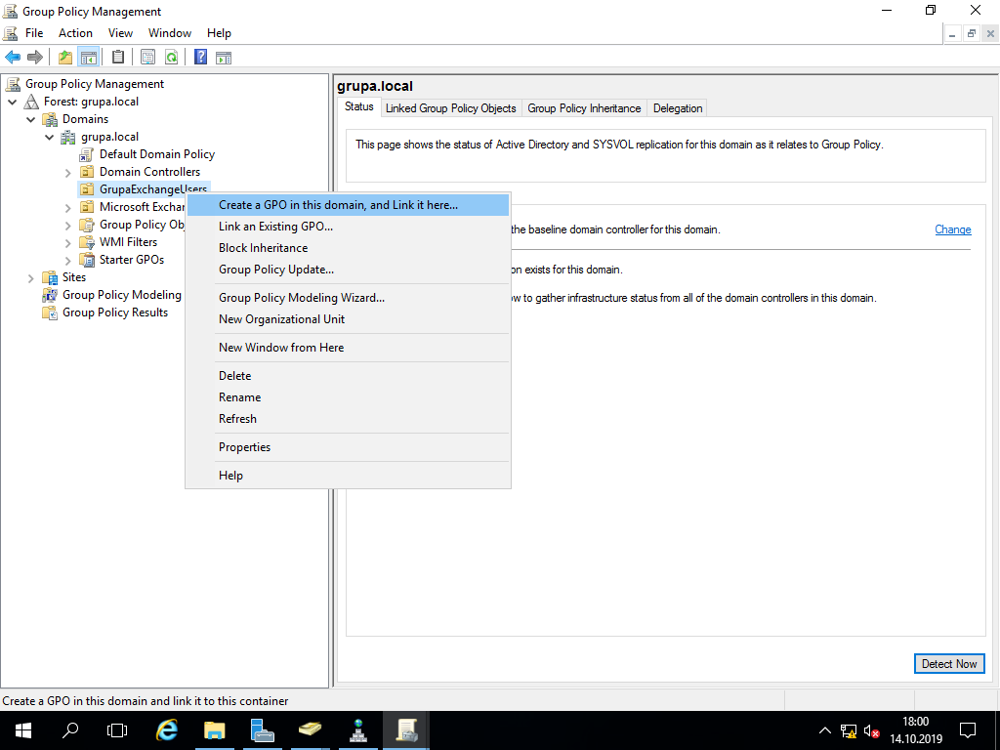 Group Policy Management
File Action View Window Help
Group Policy Management
Forest: grupa.local
Domains
grupa.local
Default Domain Policy
Domain Controllers
GrupaExchangeUsers
Microsoft Exchan
Group Policy Obj
WMI Filters
Starter GPOs
Sites
Group Policy Modeling
Group Policy Results
Create a GPO in this domain, and Link it here...
Link an Existing GPO...
Block Inheritance
Group Policy Update...
Group Policy Modeling Wizard...
New Organizational Unit
New Window from Here
Delete
Rename
Refresh
Properties
Help
grupa.local
Status Linked Group Policy Objects Group Policy Inheritance Delegation
This page shows the status of Active Directory and SYSVOL replication for this domain as it relates to Group Policy.
the baseline domain controller for this domain. Change
on exists for this domain.
ow to gather infrastructure status from all of the domain controllers in this domain.
Detect Now
Create a GPO in this domain and link it to this container
18:00
14.10.2019